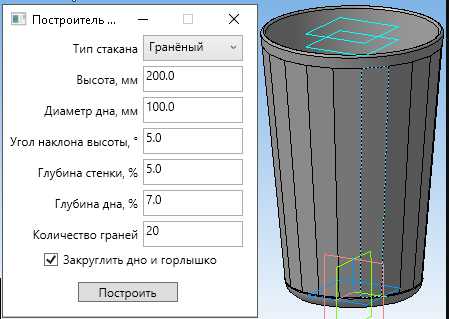 Построитель ...
Тип стакана Гранёный
Высота, мм 200.0
Диаметр дна, мм 100.0
Угол наклона высоты, ° 5.0
Глубина стенки, % 5.0
Глубина дна, % 7.0
Количество граней 20
Закруглить дно и горлышко
Построить